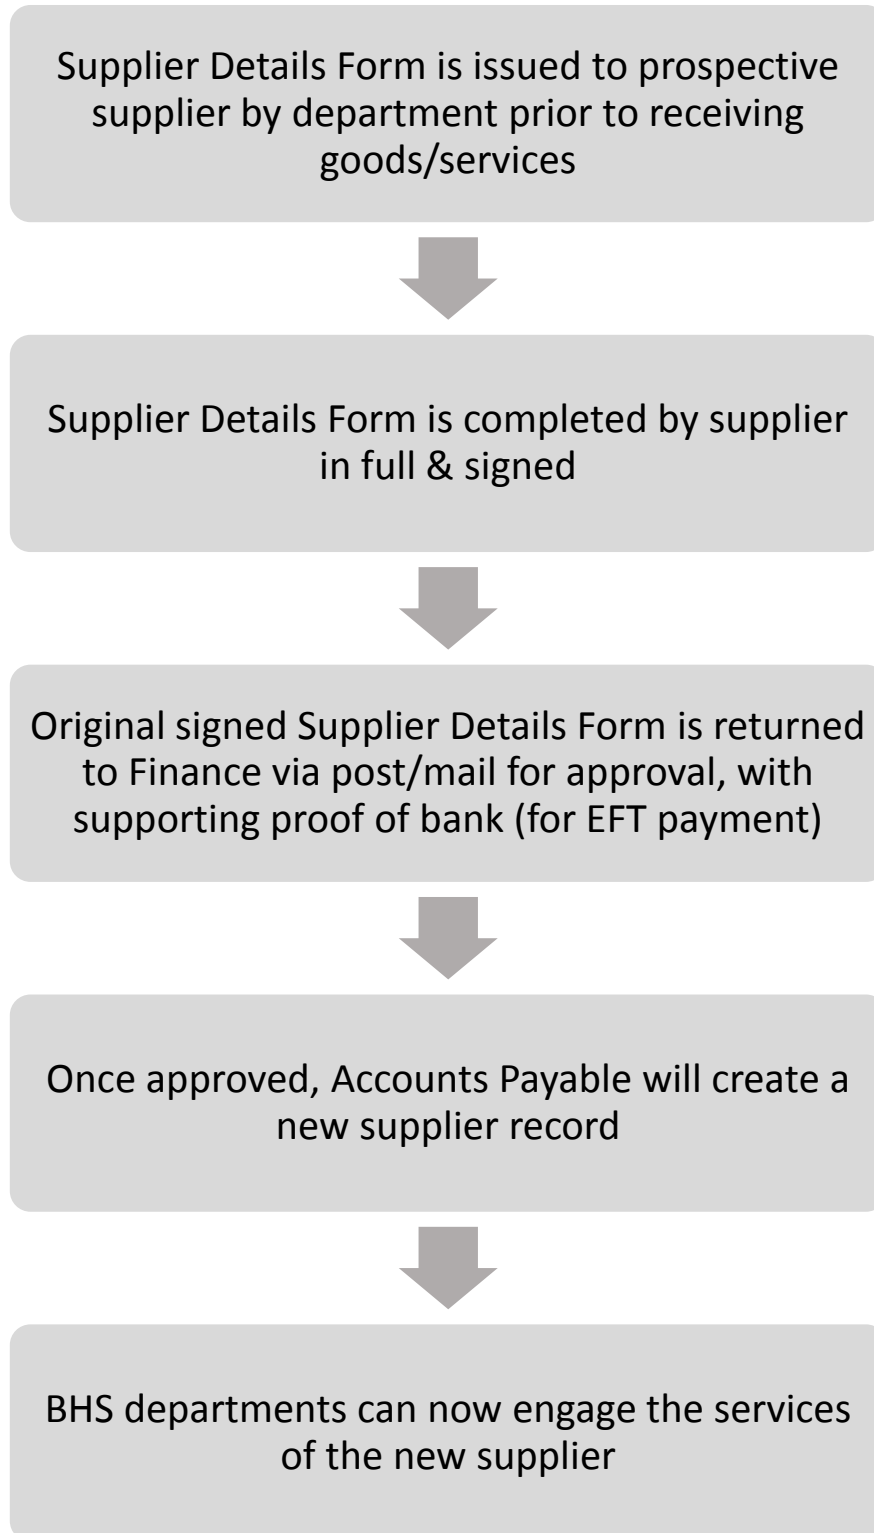 Supplier Details Form is issued to prospective
supplier by department prior to receiving
goods/services
Supplier Details Form is completed by supplier
in full & signed
Original signed Supplier Details Form is returned
to Finance via post/mail for approval, with
supporting proof of bank (for EFT payment)
Once approved, Accounts Payable will create a
new supplier record
BHS departments can now engage the services
of the new supplier